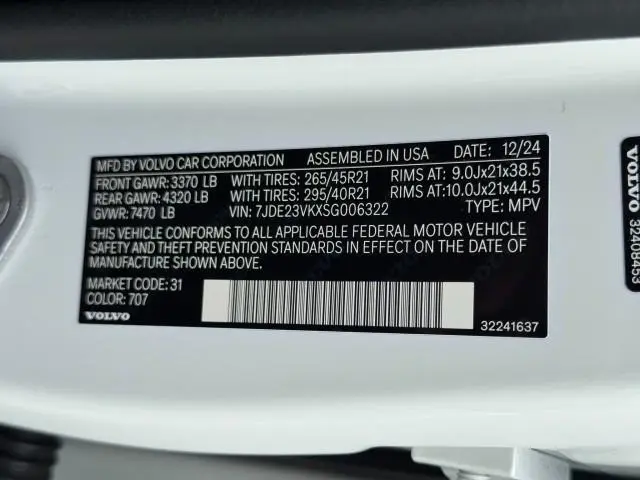 MFD BY VOLVO CAR CORPORATION ASSEMBLED IN USA DATE: 12/24
FRONT GAWR: 3370 LB WITH TIRES: 265/45R21 RIMS AT: 9.0Jx21x38.5
REAR GAWR: 4320 LB WITH TIRES: 295/40R21 RIMS AT: 10.0Jx21x44.5
GVWR: 7470 LB VIN: 7JDE23VKXSG006322 TYPE: MPV
THIS VEHICLE CONFORMS TO ALL APPLICABLE FEDERAL MOTOR VEHICLE
SAFETY AND THEFT PREVENTION STANDARDS IN EFFECT ON THE DATE OF
MANUFACTURE SHOWN ABOVE.
MARKET CODE: 31
COLOR: 707
VOLVO
32241637
VOLVO 32408453